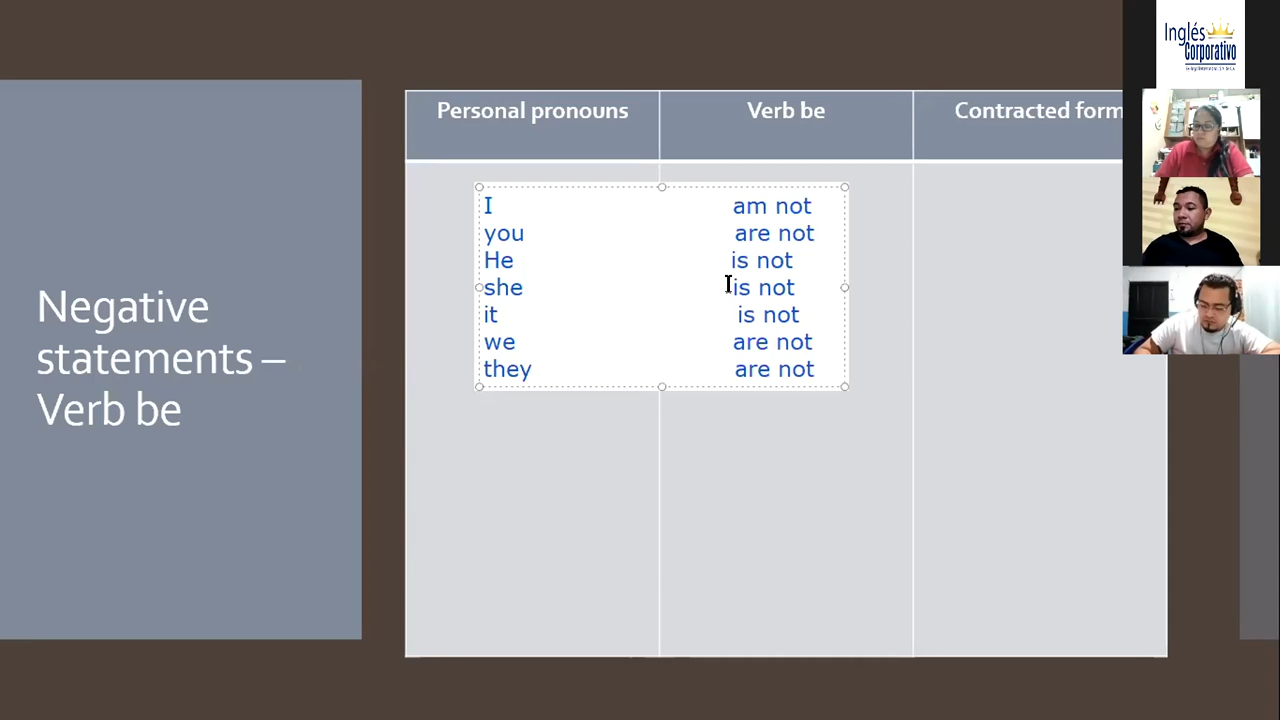 Negative
statements –
Verb be
Personal pronouns Verb be Contracted form
I am not
you are not
He is not
she is not
it is not
we are not
they are not
Inglés
Corporativo